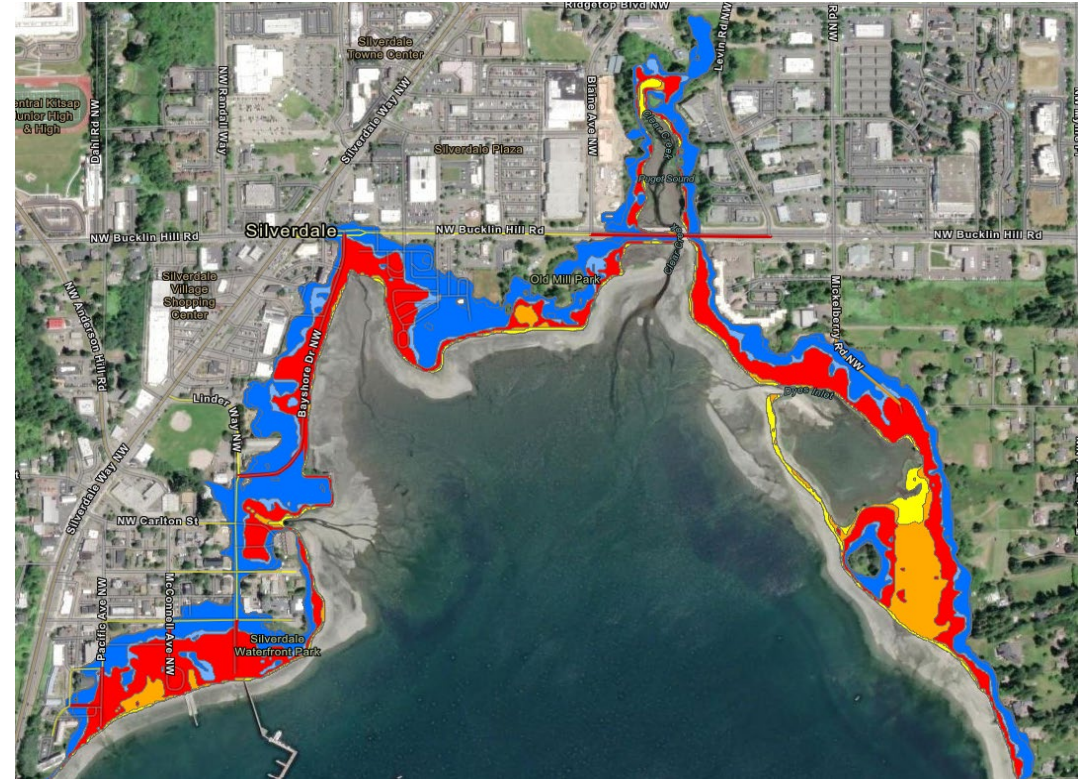 Ridgetop Blvd NW
Levin Rd NW
Rd NW
Silverdale
Towne Center
NW Randall Way
Silverdale Way NW
Blaine Ave NW
Dahl Rd NW
entral Kitsap
Junior High
& High
Clear Creek
Silverdale Plaza
Puget Sound
Silverdale
NW Bucklin Hill Rd
NW Bucklin Hill Rd
NW Bucklin Hill Rd
Old Mill Park
Silverdale
Village
Shopping
Center
NW Anderson Hill Rd
Mickelberry Rd NW
Bayshore Dr NW
Dyes Inlet
Linder Way NW
Silverdale Way NW
NW Carlton St
Pacific Ave NW
McConnell Ave NW
Silverdale
Waterfront Park